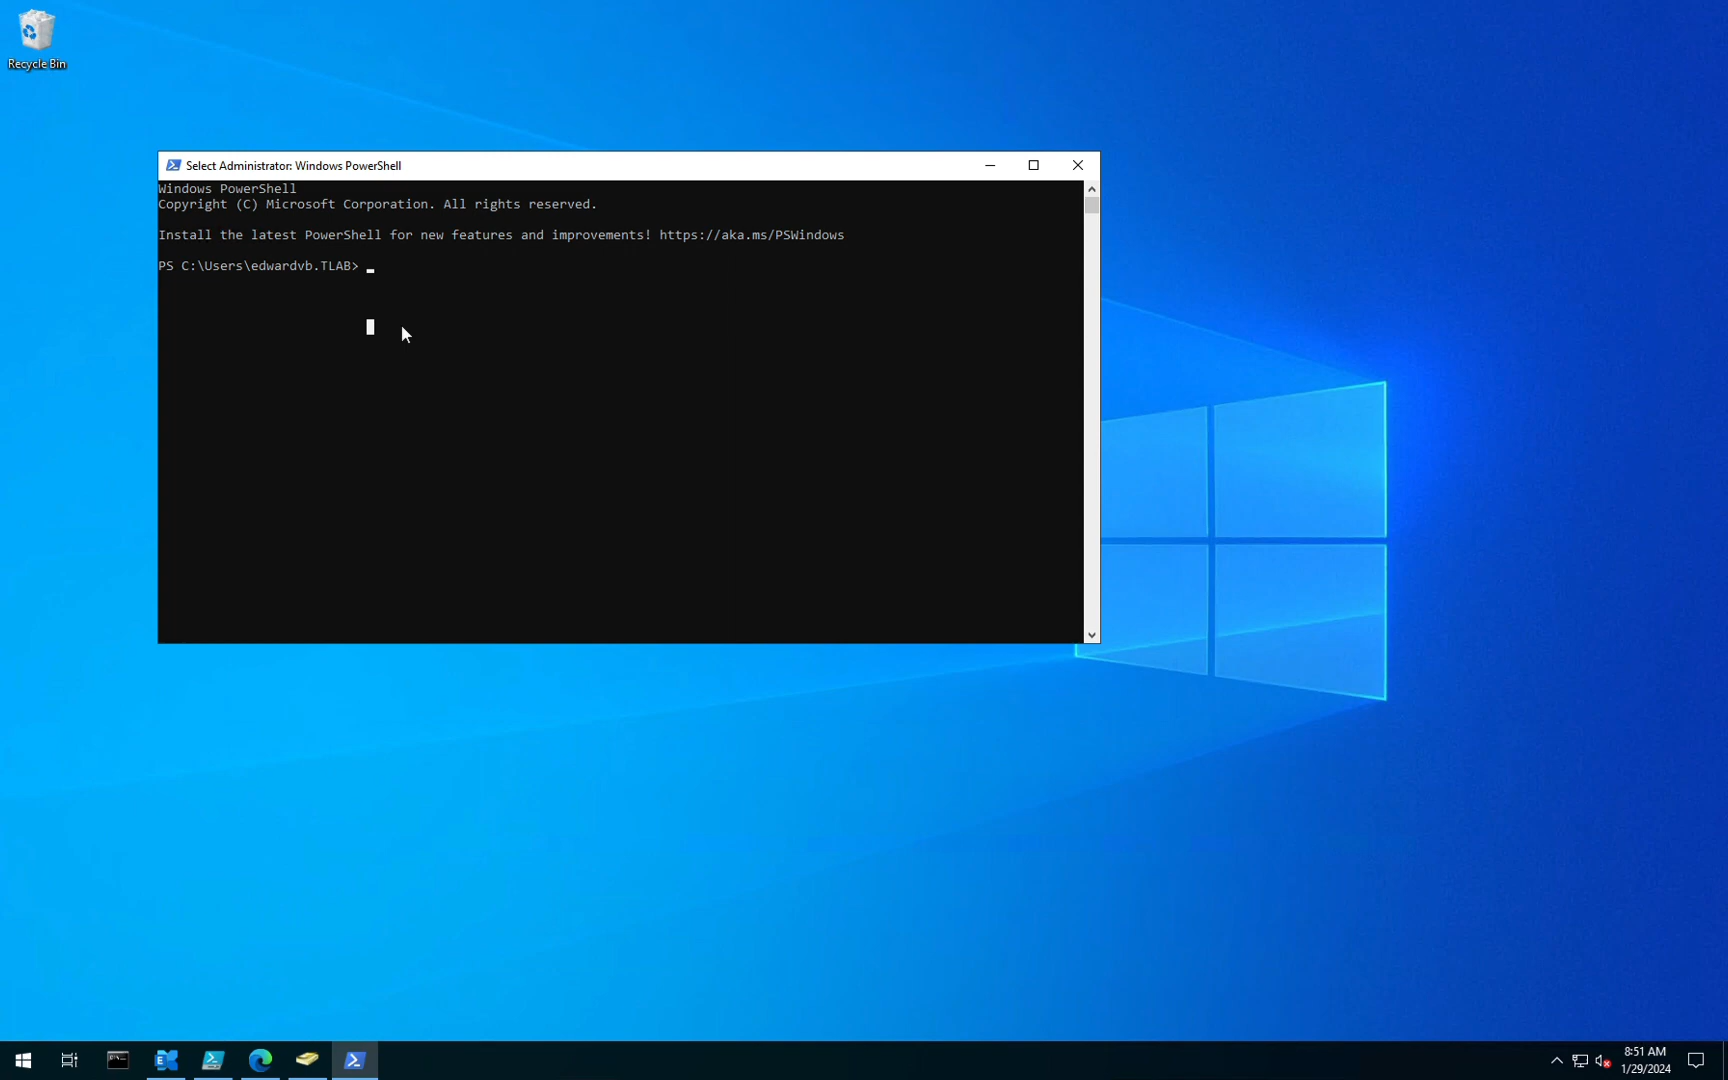 Recycle Bin
Select Administrator: Windows PowerShell
Windows PowerShell
Copyright (C) Microsoft Corporation. All rights reserved.
Install the latest PowerShell for new features and improvements! https://aka.ms/PSWindows
PS C:\Users\edwardvb.TLAB>
8:51 AM
1/29/2024